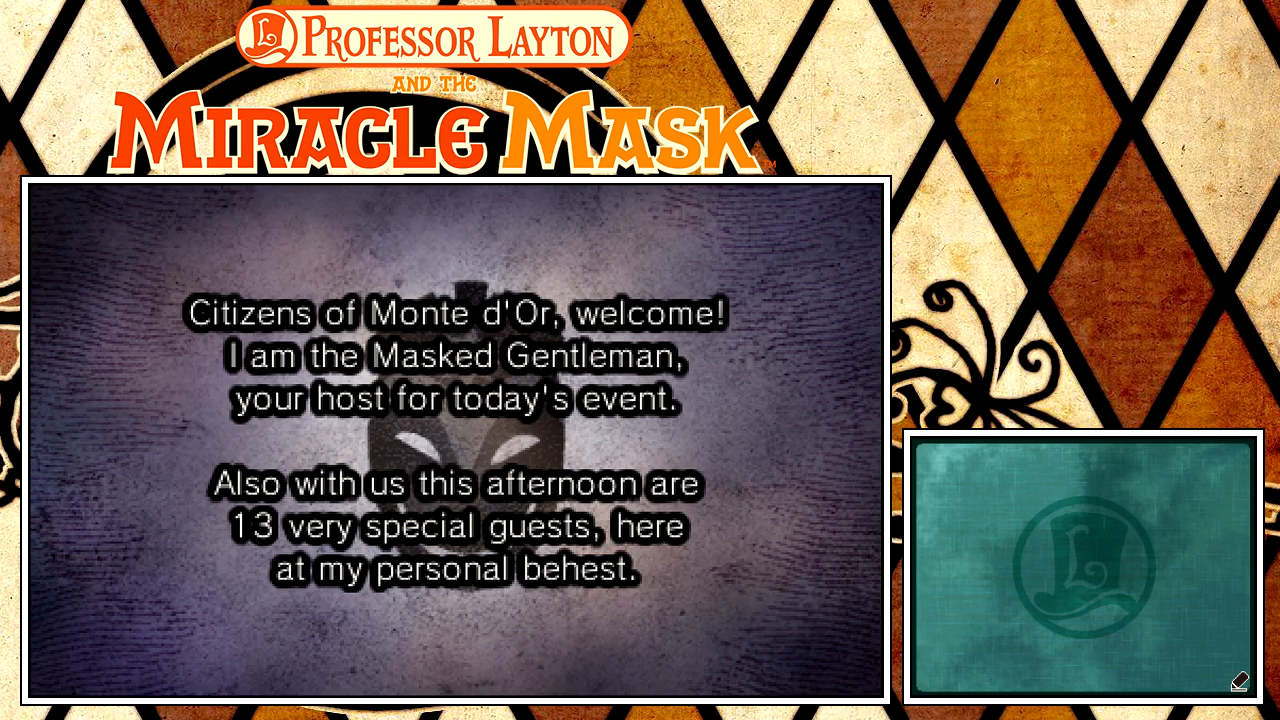 PROFESSOR LAYTON
AND THE
MIRACLE MASK
Citizens of Monte d'Or, welcome!
I am the Masked Gentleman,
your host for today's event.
Also with us this afternoon are
13 very special guests, here
at my personal behest.